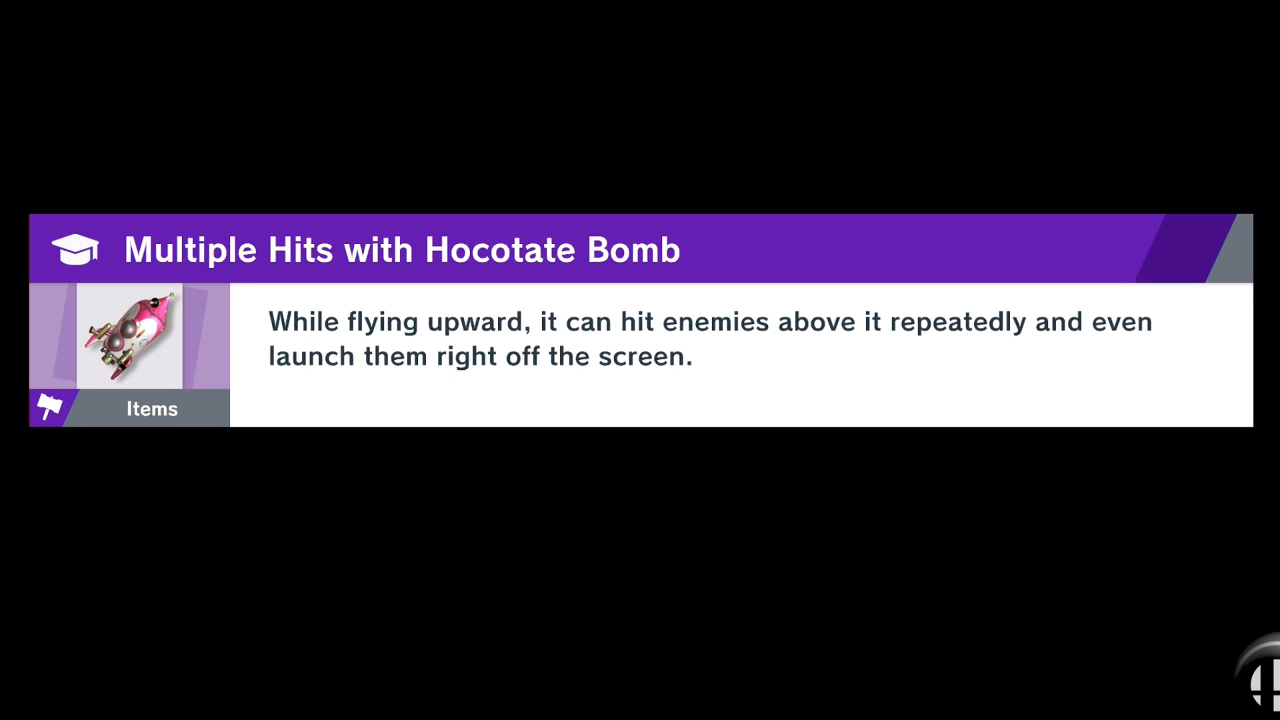 Multiple Hits with Hocotate Bomb
While flying upward, it can hit enemies above it repeatedly and even
launch them right off the screen.
Items